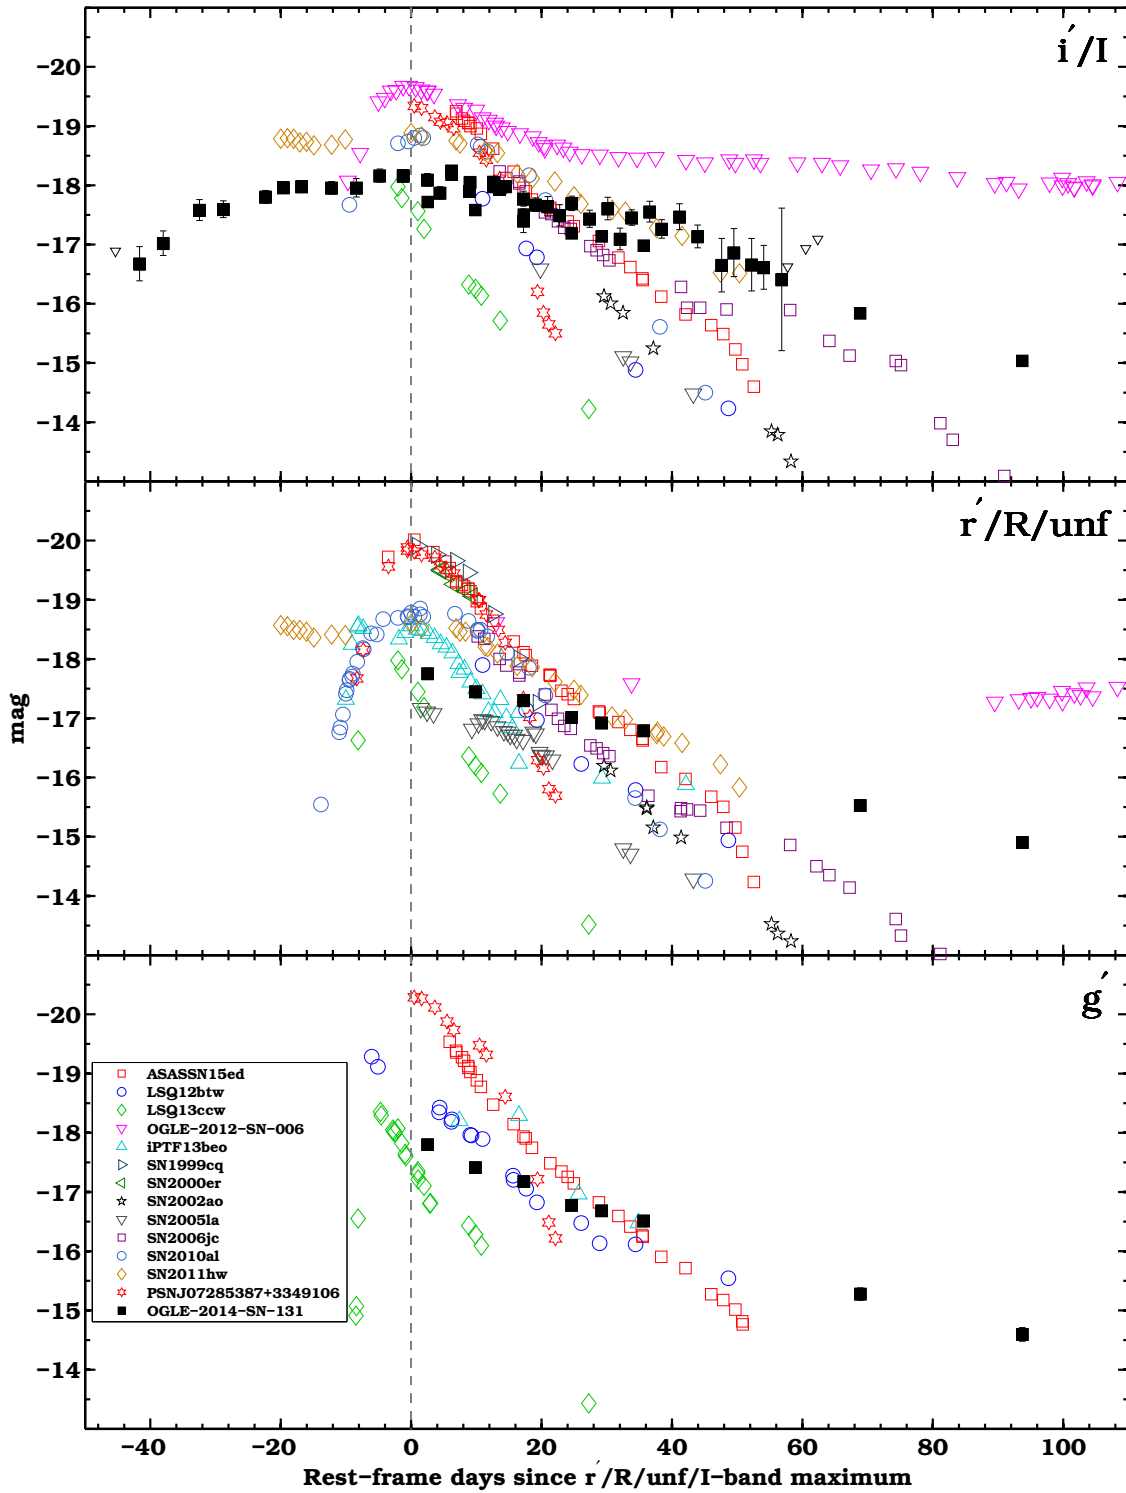 i′/I
−20
−19
−18
−17
−16
−15
−14
r′/R/unf
−20
−19
−18
−17
−16
−15
−14
mag
g′
−20
−19
−18
−17
−16
−15
−14
ASASSN15ed
LSQ12btw
LSQ13ccw
OGLE−2012−SN−006
iPTF13beo
SN1999cq
SN2000er
SN2002ao
SN2005la
SN2006jc
SN2010al
SN2011hw
PSNJ07285387+3349106
OGLE−2014−SN−131
−40 −20 0 20 40 60 80 100
Rest−frame days since r′/R/unf/I−band maximum